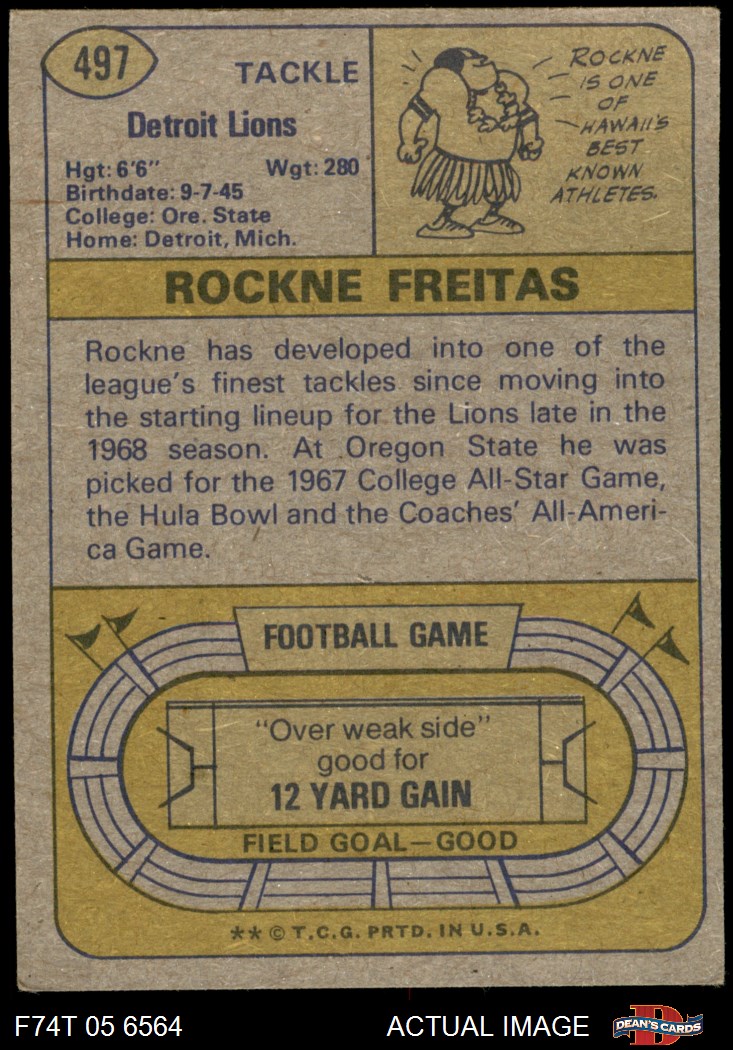 497
TACKLE
Detroit Lions
Hgt: 6'6" Wgt: 280
Birthdate: 9-7-45
College: Ore. State
Home: Detroit, Mich.
ROCKNE
IS ONE
OF
HAWAII'S
BEST
KNOWN
ATHLETES.
ROCKNE FREITAS
Rockne has developed into one of the
league's finest tackles since moving into
the starting lineup for the Lions late in the
1968 season. At Oregon State he was
picked for the 1967 College All-Star Game,
the Hula Bowl and the Coaches' All-Ameri-
ca Game.
FOOTBALL GAME
"Over weak side"
good for
12 YARD GAIN
FIELD GOAL—GOOD
** © T.C.G. PRTD. IN U.S.A.
F74T 05 6564 ACTUAL IMAGE
D
DEAN'S CARDS